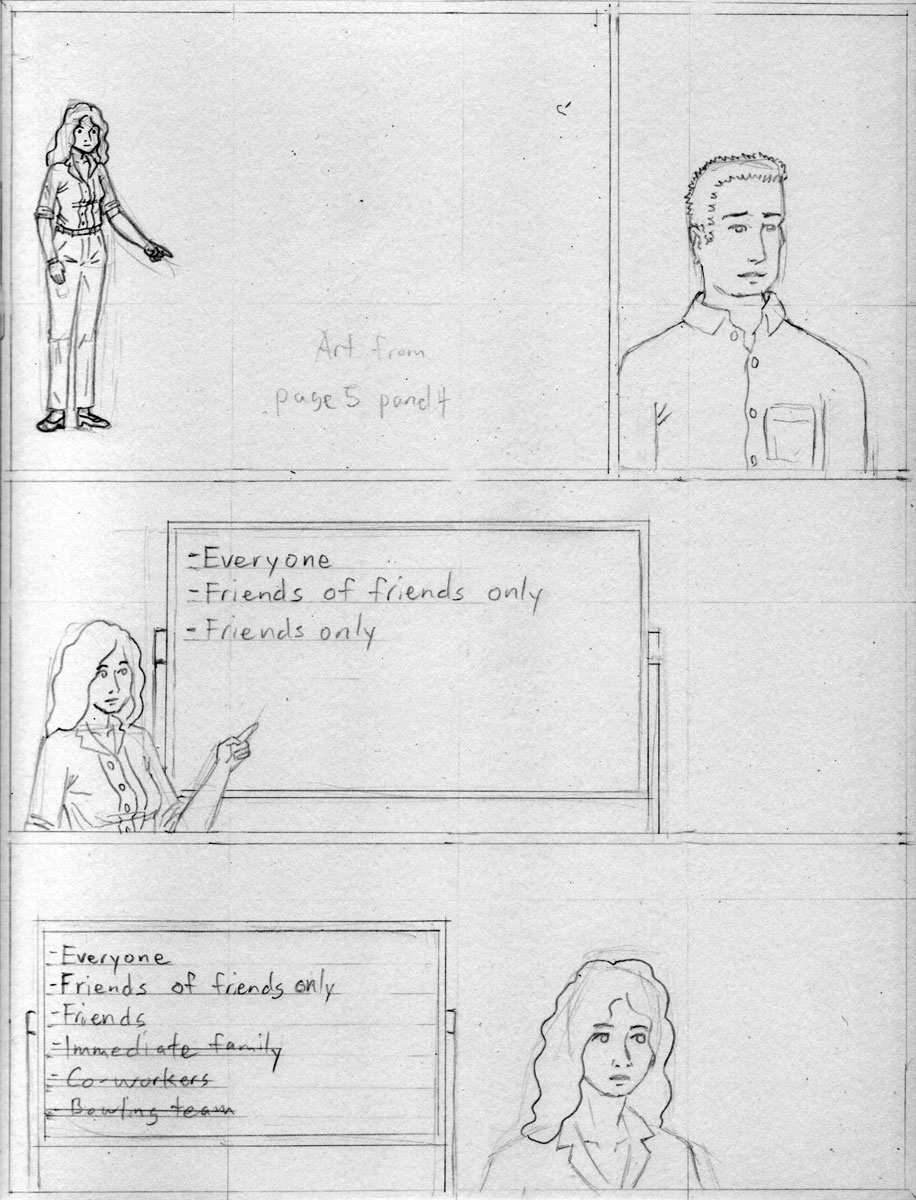 Art from
page 5 panel 4
-Everyone
-Friends of friends only
-Friends only
-Everyone
-Friends of friends only
-Friends
-Immediate family
-Co-workers
-Bowling team